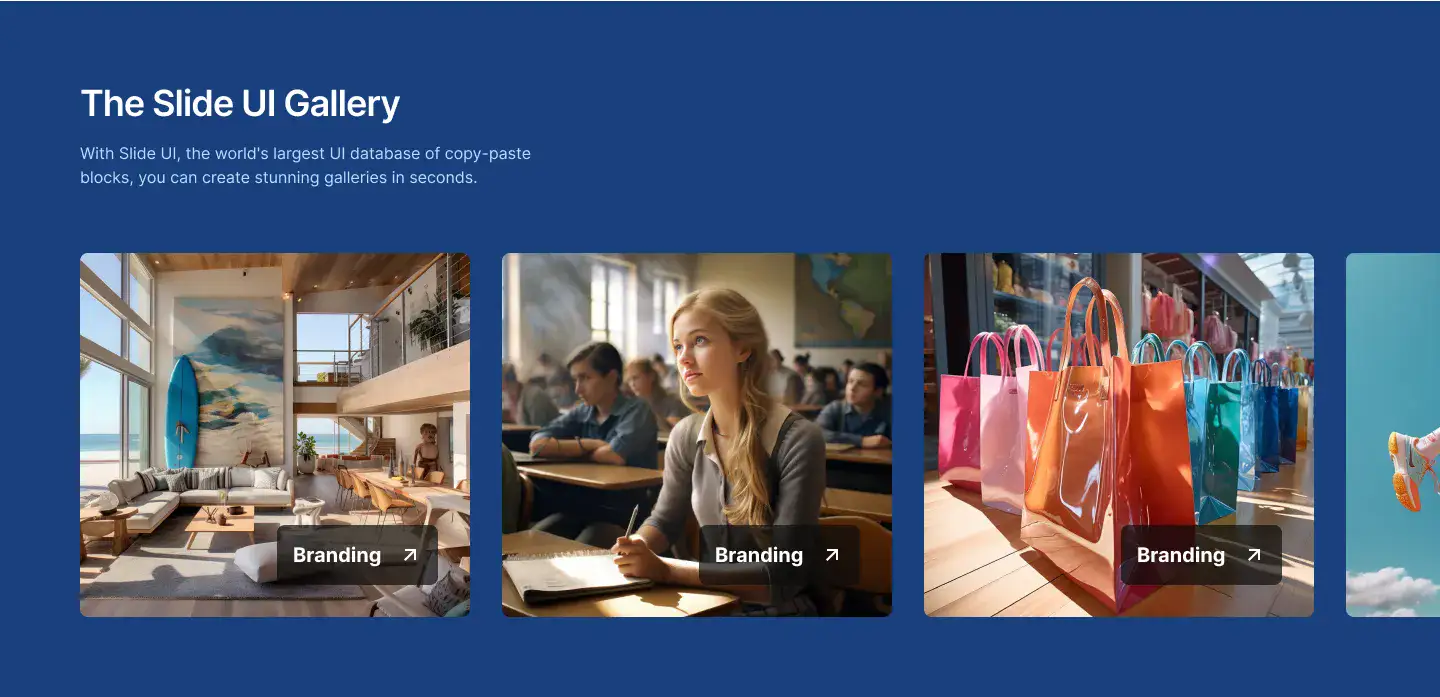 The Slide UI Gallery
With Slide UI, the world's largest UI database of copy-paste
blocks, you can create stunning galleries in seconds.
Branding
Branding
Branding